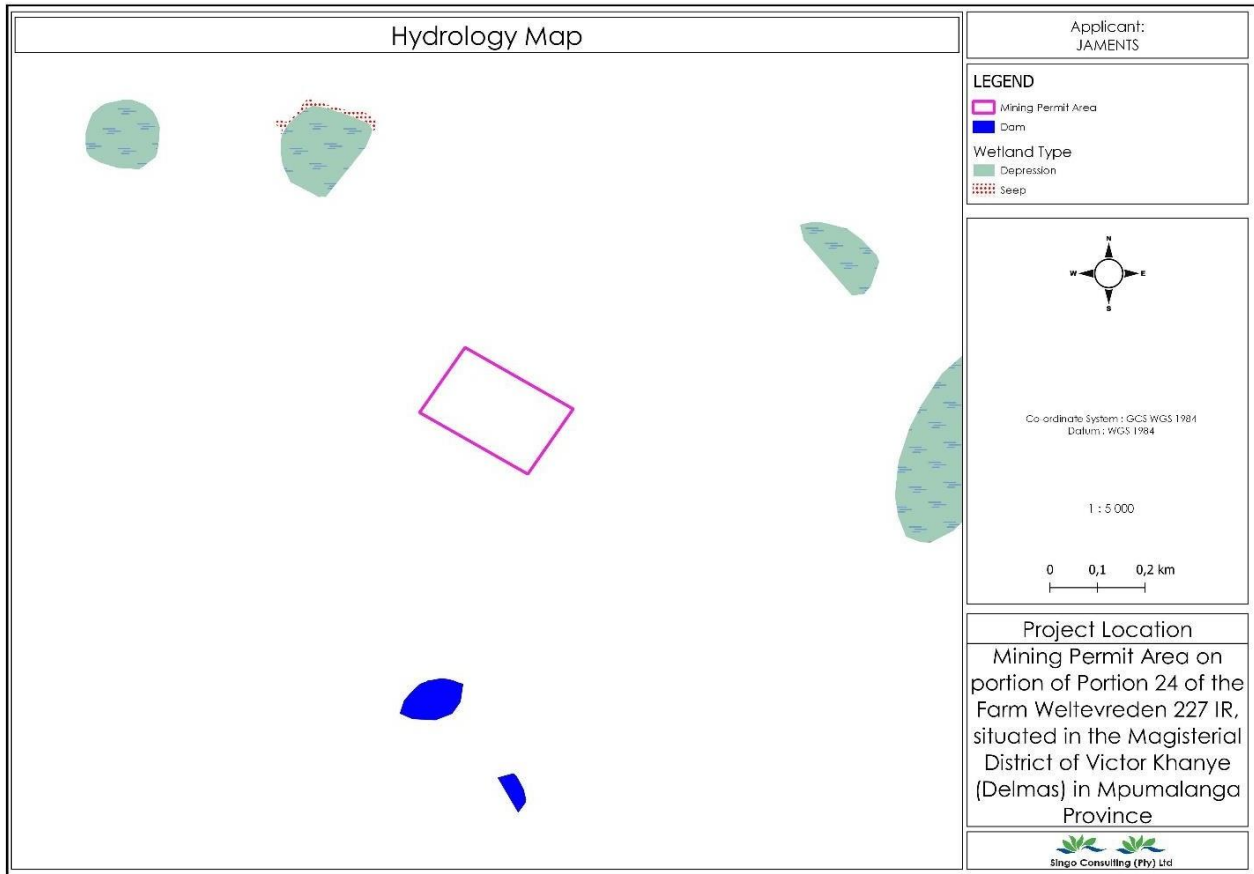 Hydrology Map
Applicant:
JAMENTS
LEGEND
Mining Permit Area
Dam
Wetland Type
Depression
Seep
N
W
E
S
Co-ordinate System : GCS WGS 1984
Datum : WGS 1984
1 : 5 000
0 0,1 0,2 km
Project Location
Mining Permit Area on
portion of Portion 24 of the
Farm Weltevreden 227 IR,
situated in the Magisterial
District of Victor Khanye
(Delmas) in Mpumalanga
Province
Singo Consulting (Pty) Ltd